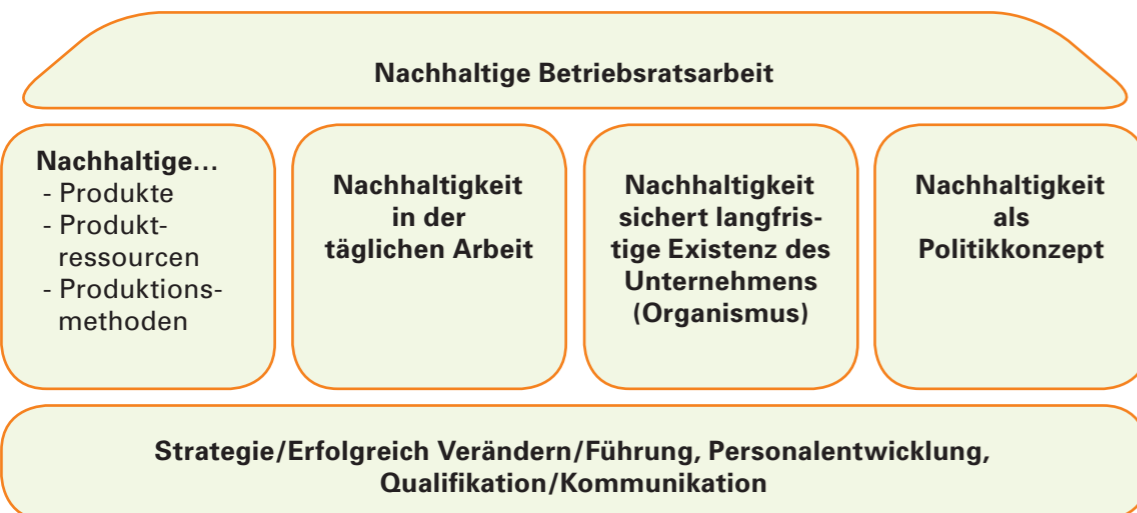 Nachhaltige Betriebsratsarbeit
Nachhaltige...
- Produkte
- Produkt-
ressourcen
- Produktions-
methoden
Nachhaltigkeit
in der
täglichen Arbeit
Nachhaltigkeit
sichert langfris-
tige Existenz des
Unternehmens
(Organismus)
Nachhaltigkeit
als
Politikkonzept
Strategie/Erfolgreich Verändern/Führung, Personalentwicklung,
Qualifikation/Kommunikation